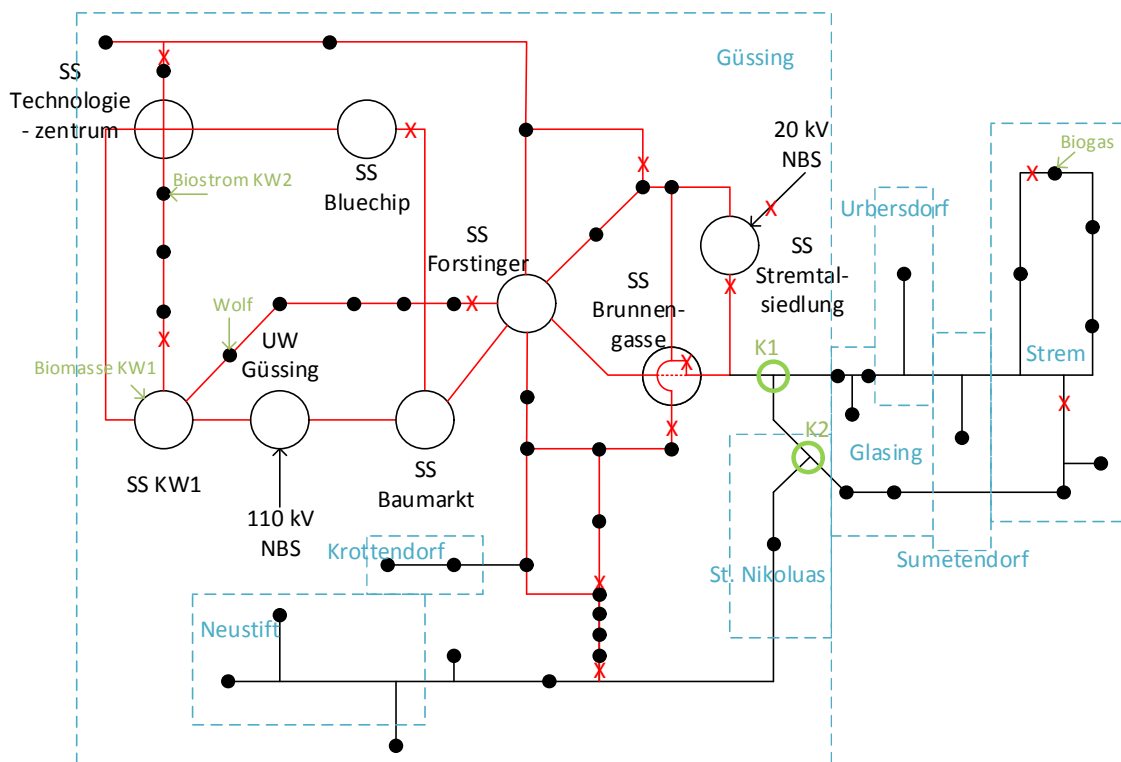 Güssing
SS
Technologie
- zentrum
SS
Bluechip
20 kV
NBS
Biogas
Biostrom KW2
Urbersdorf
SS
Forstinger
SS
Stremtal-
siedlung
SS
Brunnen-
gasse
Wolf
UW
Güssing
Biomasse KW1
K1
Strem
K2
Glasing
SS KW1
SS
Baumarkt
110 kV
NBS
Krottendorf
St. Nikoluas
Sumetendorf
Neustift